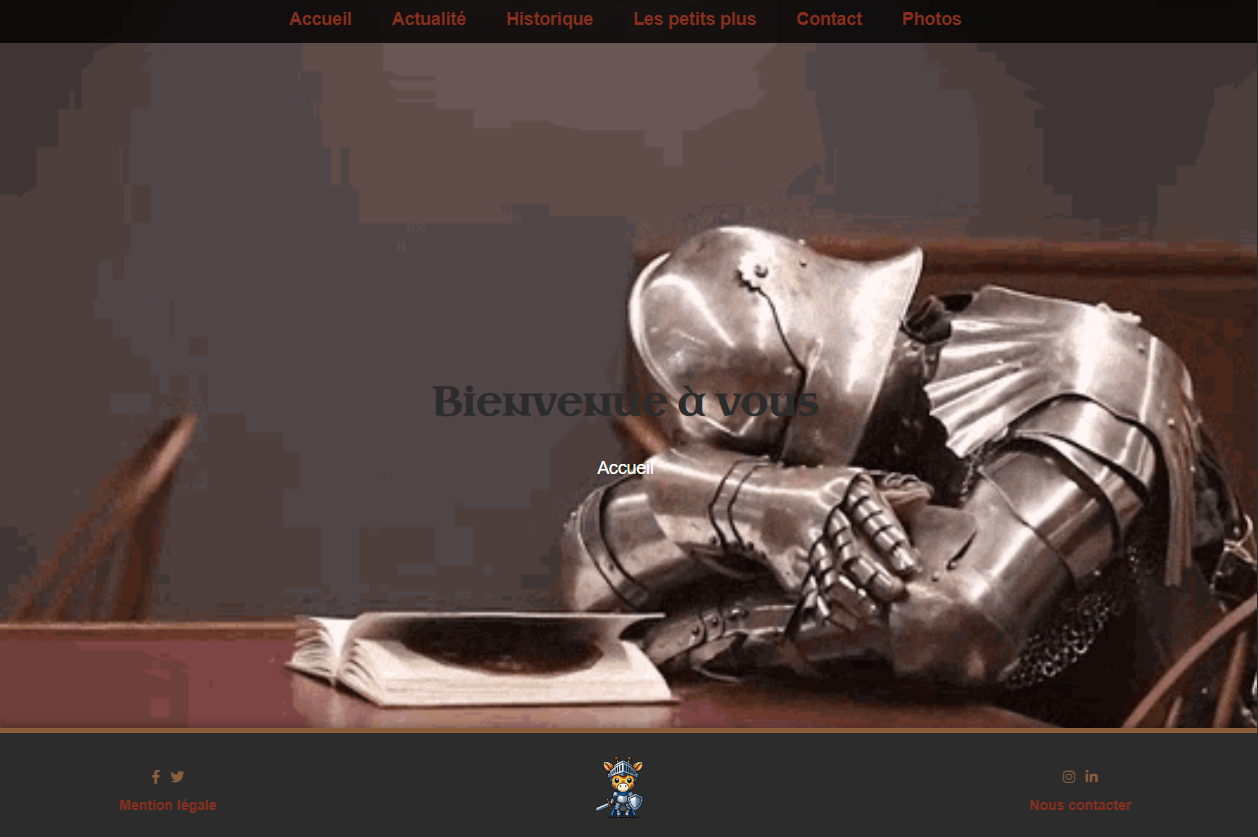 Accueil Actualité Historique Les petits plus Contact Photos
Bienvenue à vous
Accueil
Mention légale
Nous contacter